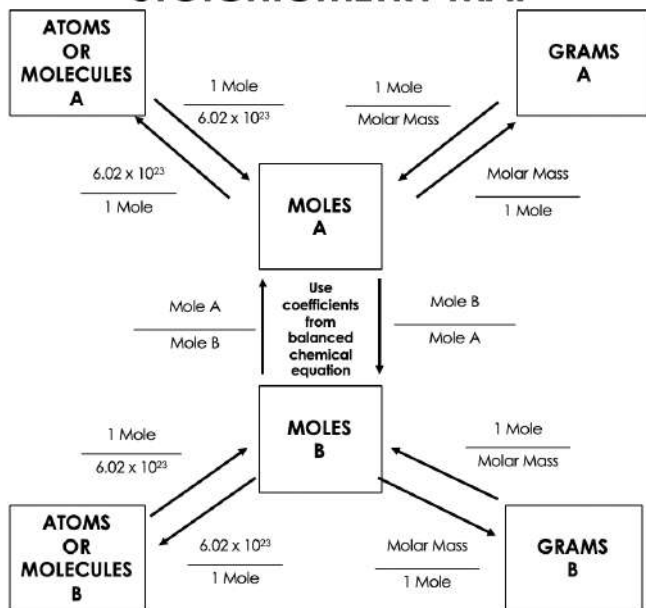 ATOMS
OR
MOLECULES
A
GRAMS
A
1 Mole
6.02 x 10²³
1 Mole
Molar Mass
6.02 x 10²³
1 Mole
MOLES
A
Molar Mass
1 Mole
Mole A
Mole B
Use
coefficients
from
balanced
chemical
equation
Mole B
Mole A
1 Mole
6.02 x 10²³
MOLES
B
1 Mole
Molar Mass
ATOMS
OR
MOLECULES
B
6.02 x 10²³
1 Mole
Molar Mass
1 Mole
GRAMS
B